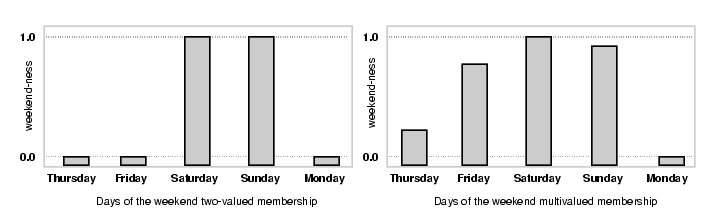 1.0
weekend-ness
0.0
Thursday Friday Saturday Sunday Monday
Days of the weekend two-valued membership
1.0
weekend-ness
0.0
Thursday Friday Saturday Sunday Monday
Days of the weekend multivalued membership